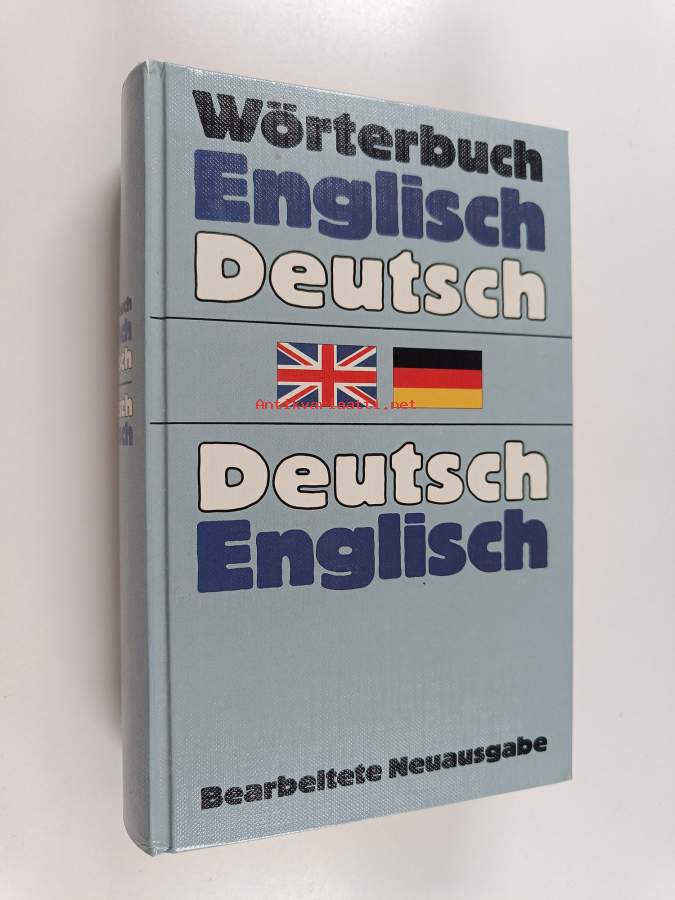 Wörterbuch
Englisch
Deutsch
Antikvariaatti.net
Deutsch
Englisch
Bearbeitete Neuausgabe